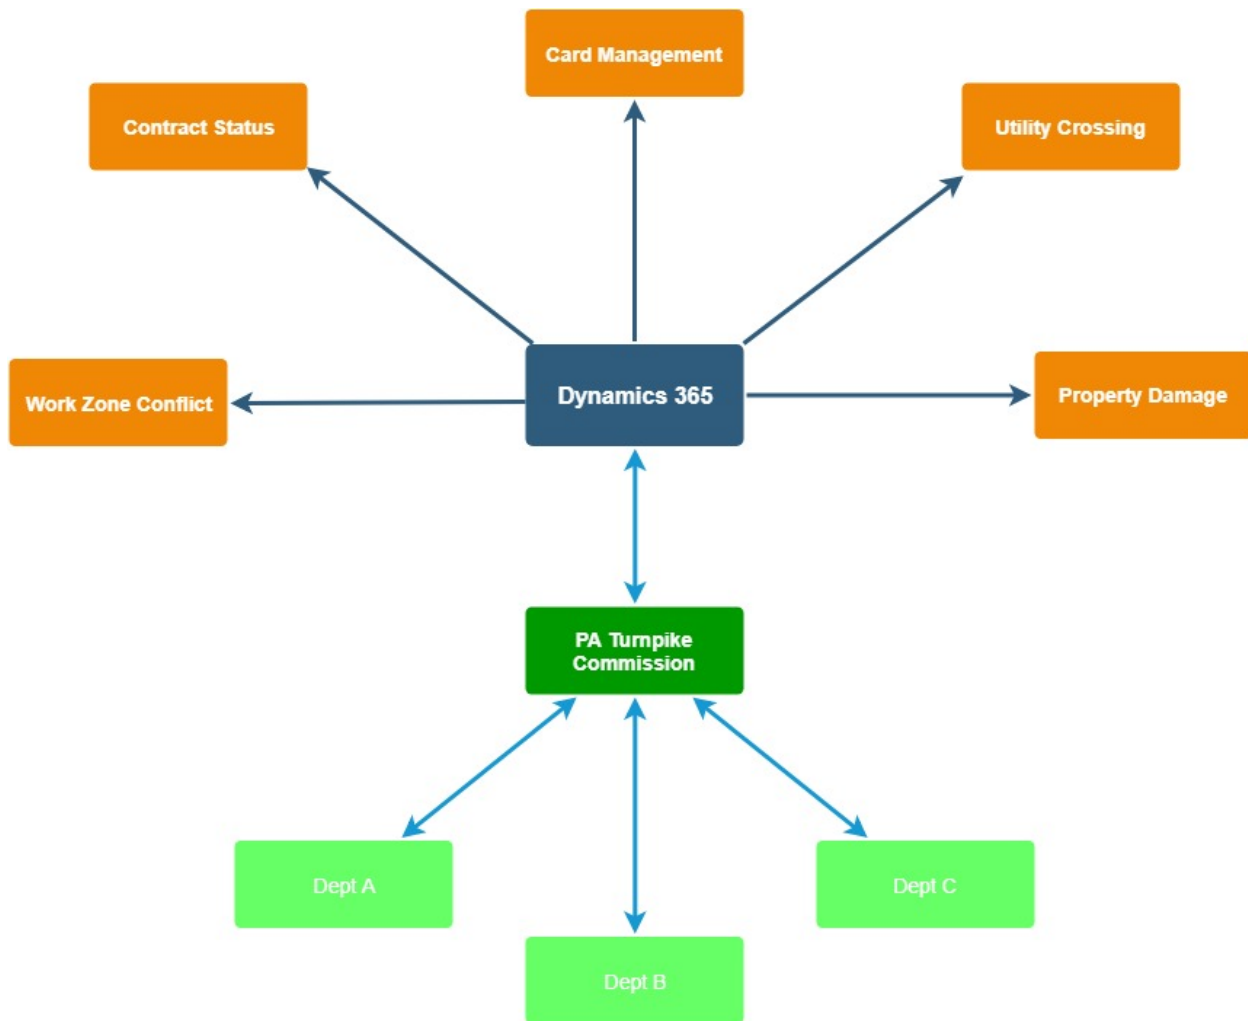 Card Management
Contract Status
Utility Crossing
Dynamics 365
Work Zone Conflict
Property Damage
PA Turnpike
Commission
Dept A
Dept C
Dept B